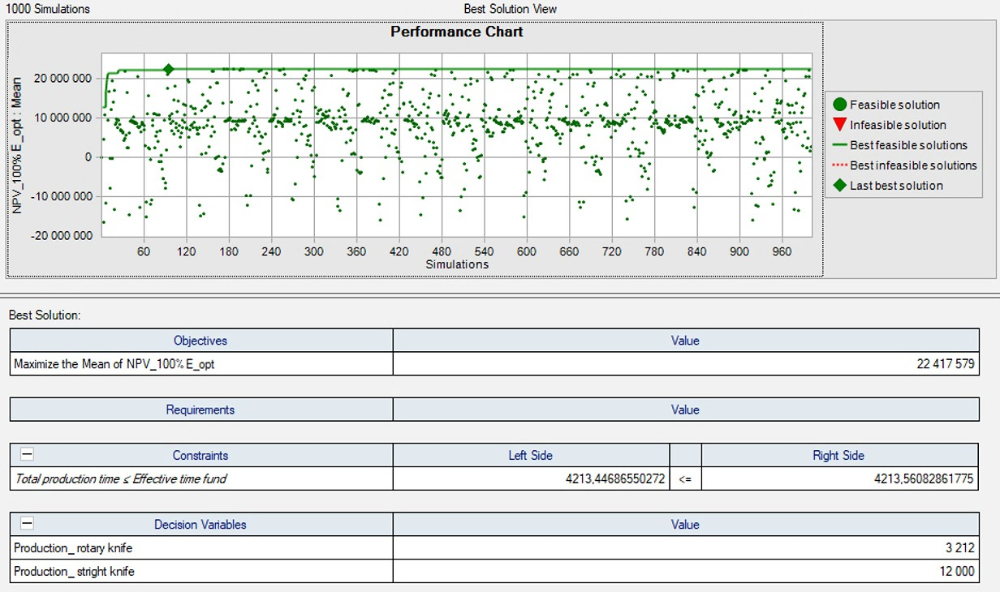 1000 Simulations
Best Solution View
Performance Chart
NPV_100% E_opt : Mean
20 000 000
10 000 000
0
-10 000 000
-20 000 000
60 120 180 240 300 360 420 480 540 600 660 720 780 840 900 960
Simulations
Feasible solution
Infeasible solution
Best feasible solutions
Best infeasible solutions
Last best solution
Best Solution:
Objectives Value
Maximize the Mean of NPV_100% E_opt 22 417 579
Requirements Value
Constraints Left Side Right Side
Total production time ≤ Effective time fund 4213,44686550272 <= 4213,56082861775
Decision Variables Value
Production_ rotary knife 3 212
Production_ stright knife 12 000